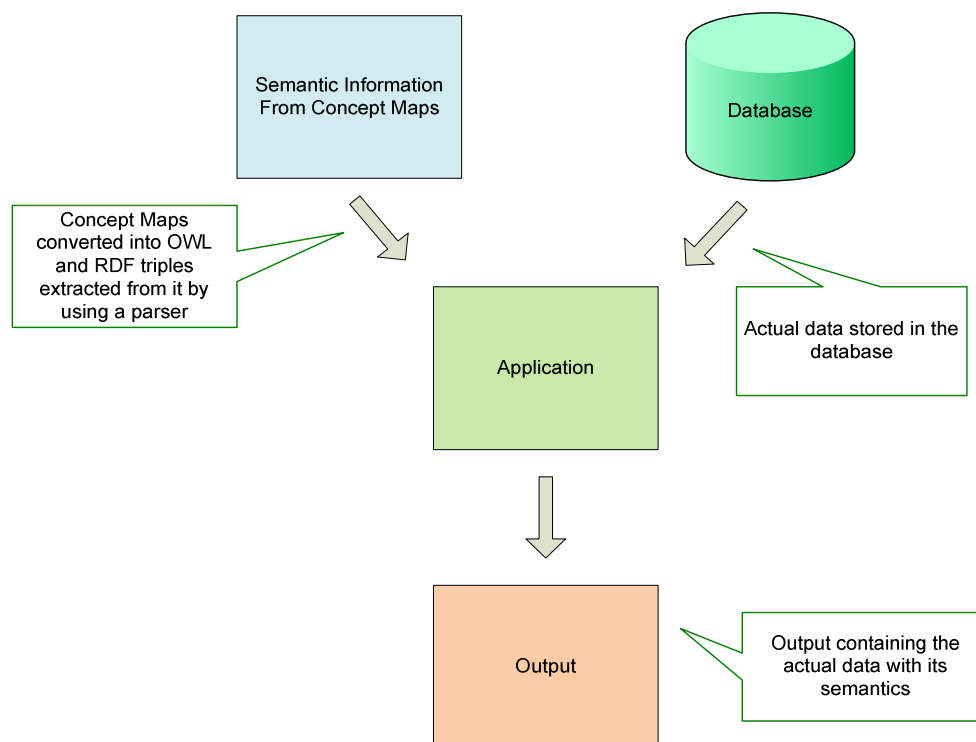 Semantic Information
From Concept Maps
Database
Concept Maps
converted into OWL
and RDF triples
extracted from it by
using a parser
Actual data stored in the
database
Application
Output
Output containing the
actual data with its
semantics